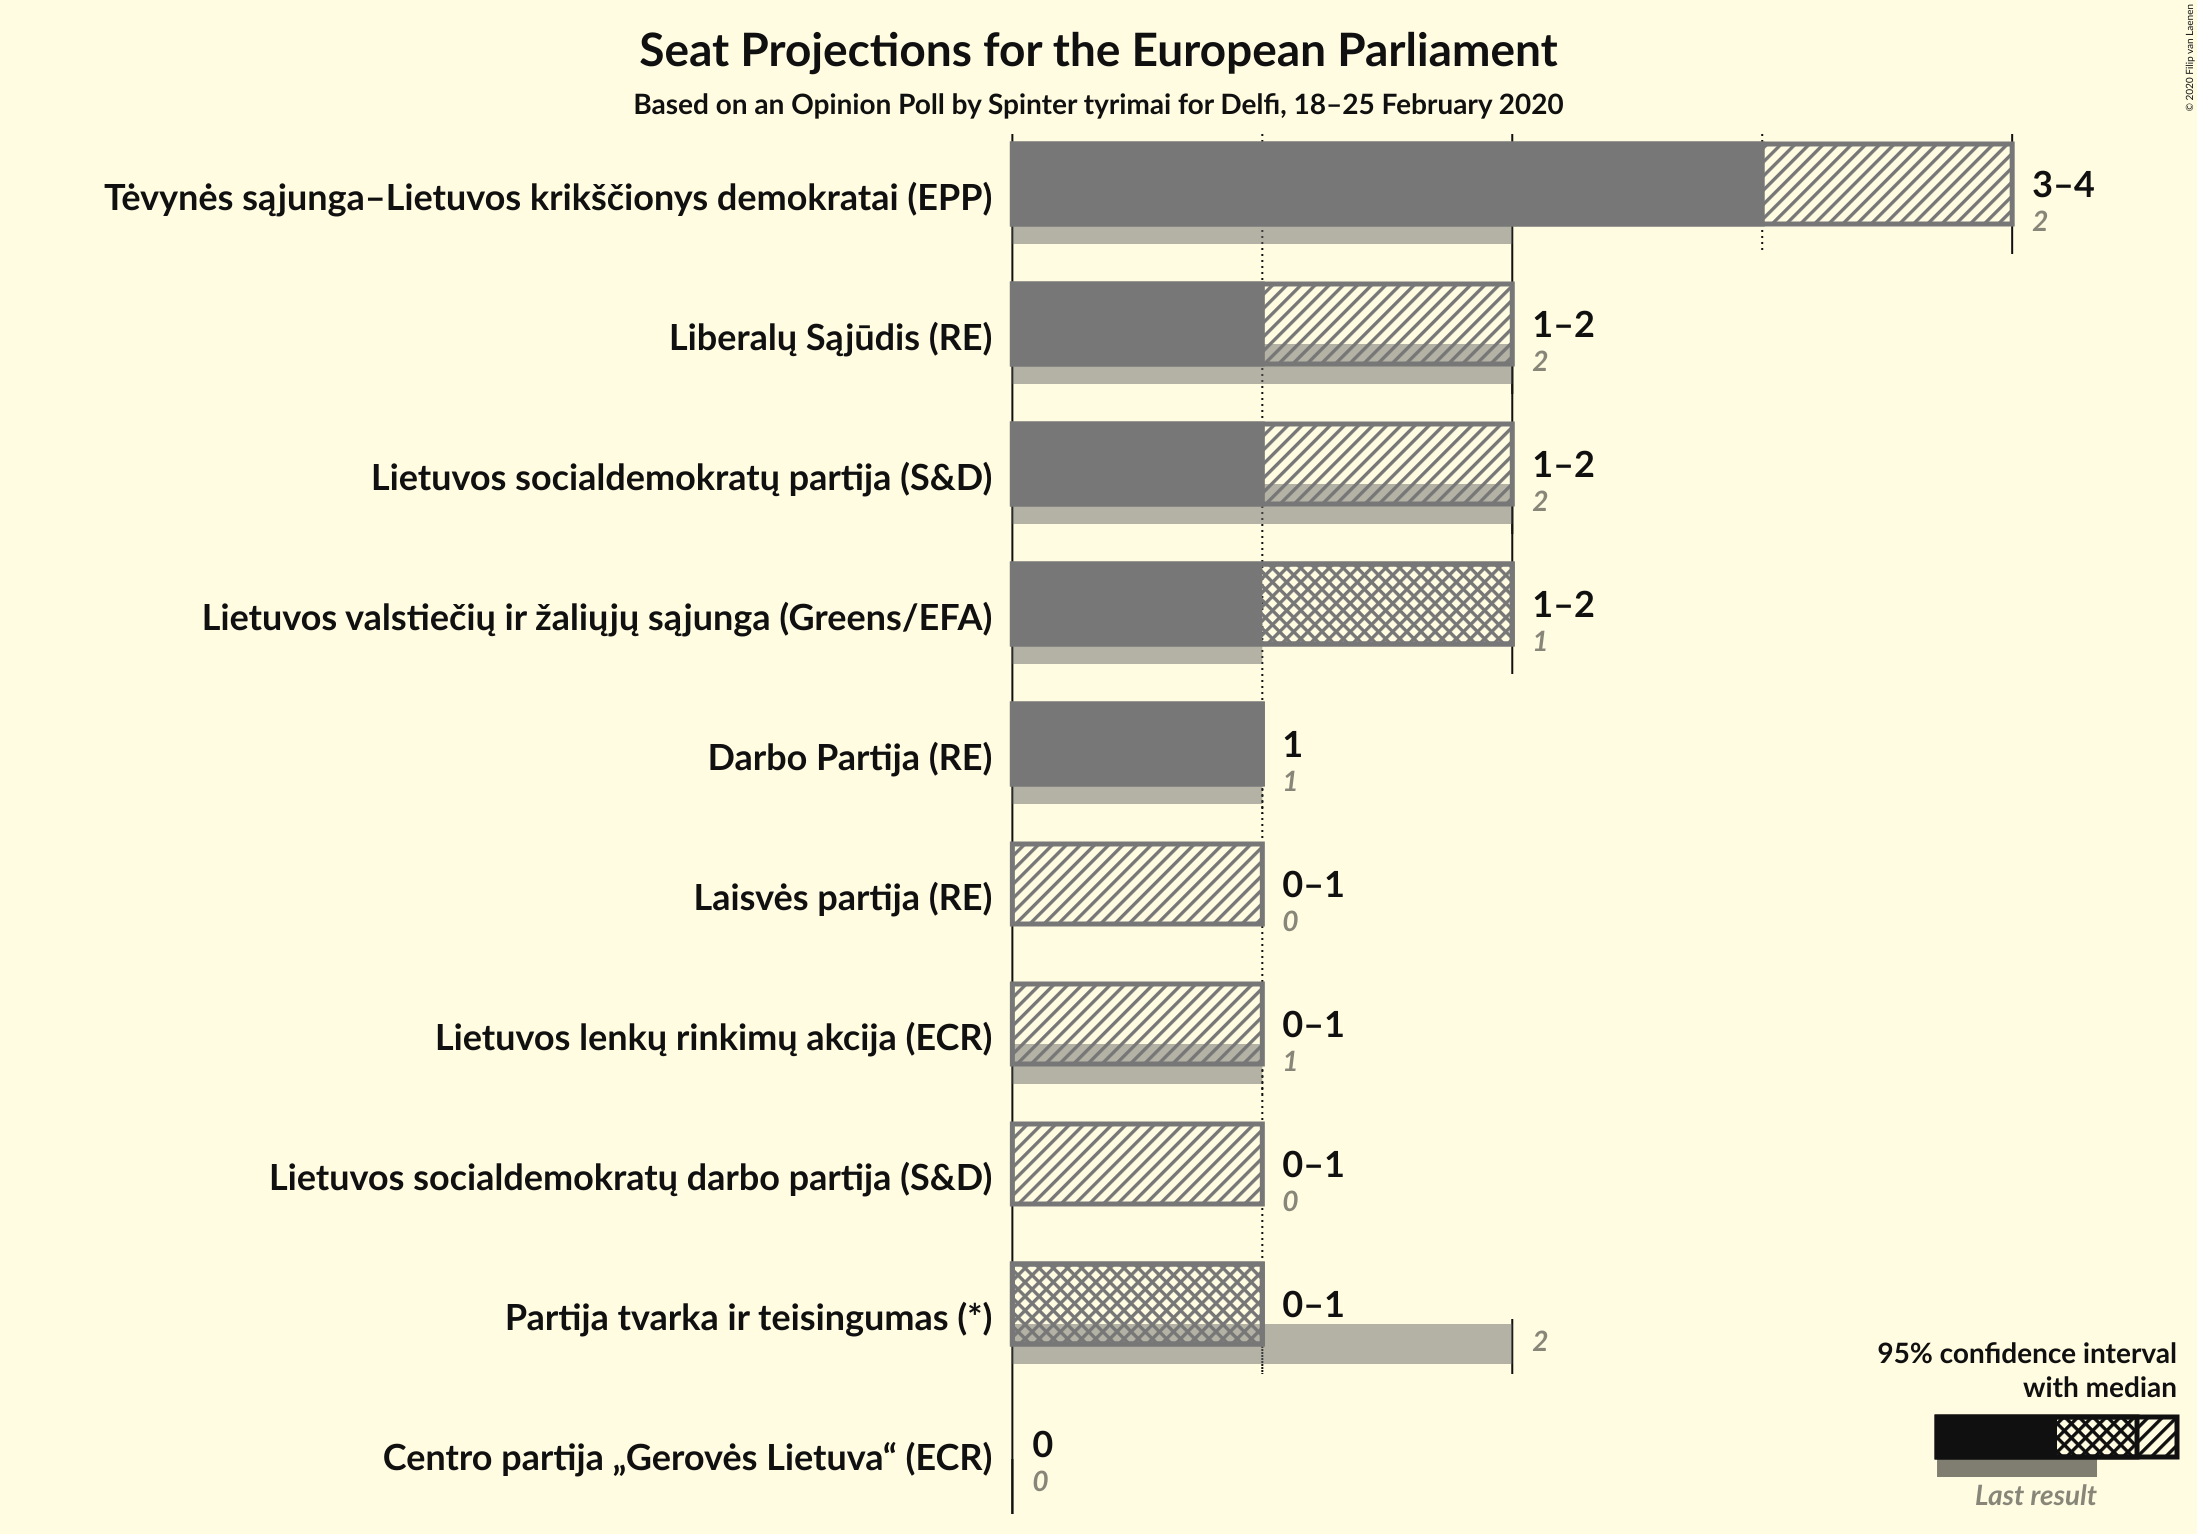 Seat Projections for the European Parliament
Based on an Opinion Poll by Spinter tyrimai for Delfi, 18–25 February 2020
© 2020 Filip van Laenen
Tėvynės sąjunga–Lietuvos krikščionys demokratai (EPP)
3–4
2
Liberalų Sąjūdis (RE)
1–2
2
Lietuvos socialdemokratų partija (S&D)
1–2
2
Lietuvos valstiečių ir žaliųjų sąjunga (Greens/EFA)
1–2
1
Darbo Partija (RE)
1
1
Laisvės partija (RE)
0–1
0
Lietuvos lenkų rinkimų akcija (ECR)
0–1
1
Lietuvos socialdemokratų darbo partija (S&D)
0–1
0
Partija tvarka ir teisingumas (*)
0–1
2
Centro partija „Gerovės Lietuva“ (ECR)
0
0
95% confidence interval
with median
Last result